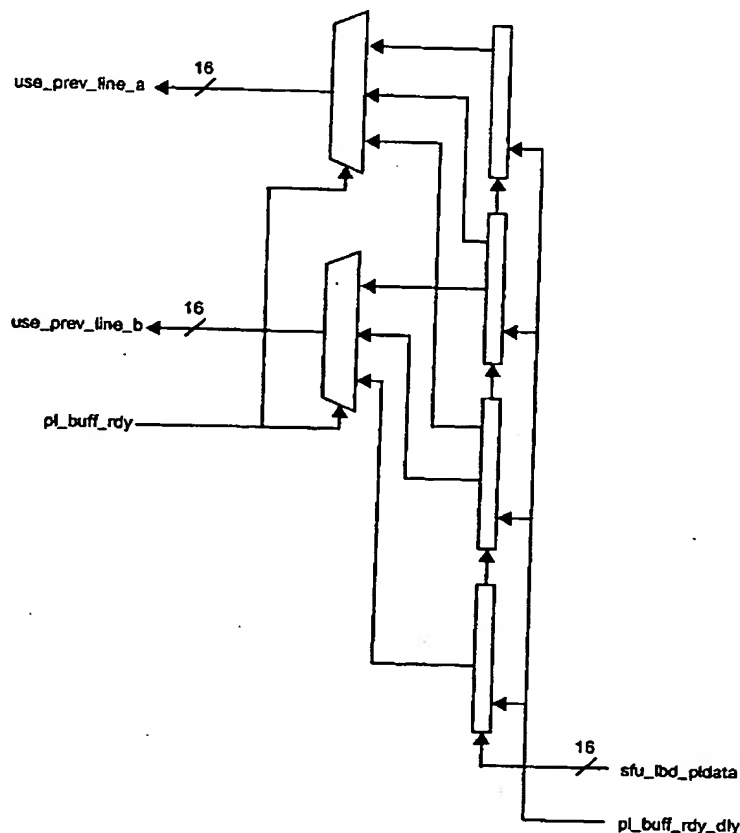 16
use_prev_line_a
16
use_prev_line_b
pl_buff_rdy
16
sfu_lbd_pldata
pl_buff_rdy_dly